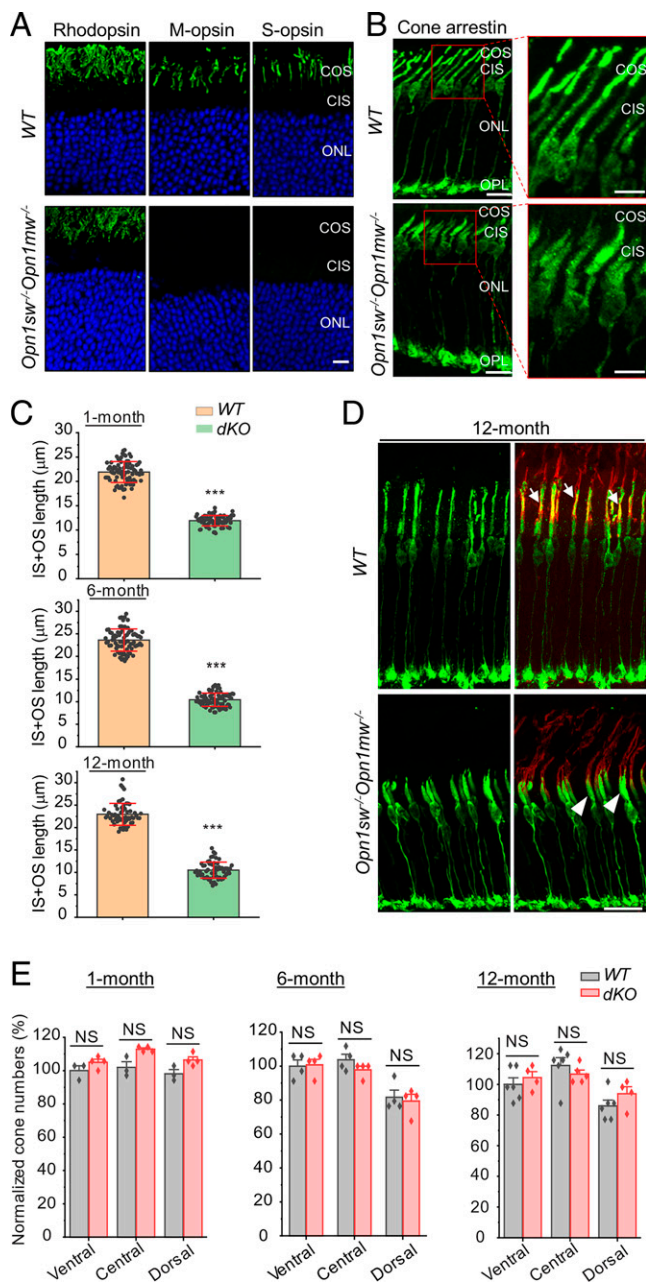 A
Rhodopsin M-opsin S-opsin
WT
COS
CIS
ONL
Opn1sw-/-Opn1mw-/-
COS
CIS
ONL
B
Cone arrestin
WT
COS
CIS
ONL
OPL
COS
CIS
Opn1sw-/-Opn1mw-/-
COS
CIS
ONL
OPL
COS
CIS
C
WT
dKO
1-month
IS+OS length (μm)
30
25
20
15
10
5
0
***
6-month
IS+OS length (μm)
30
25
20
15
10
5
0
***
12-month
IS+OS length (μm)
30
25
20
15
10
5
0
***
D
12-month
WT
Opn1sw-/-Opn1mw-/-
E
WT
dKO
Normalized cone numbers (%)
1-month
120
100
80
60
40
20
0
NS NS NS
Ventral Central Dorsal
6-month
120
100
80
60
40
20
0
NS NS NS
Ventral Central Dorsal
12-month
120
100
80
60
40
20
0
NS NS NS
Ventral Central Dorsal